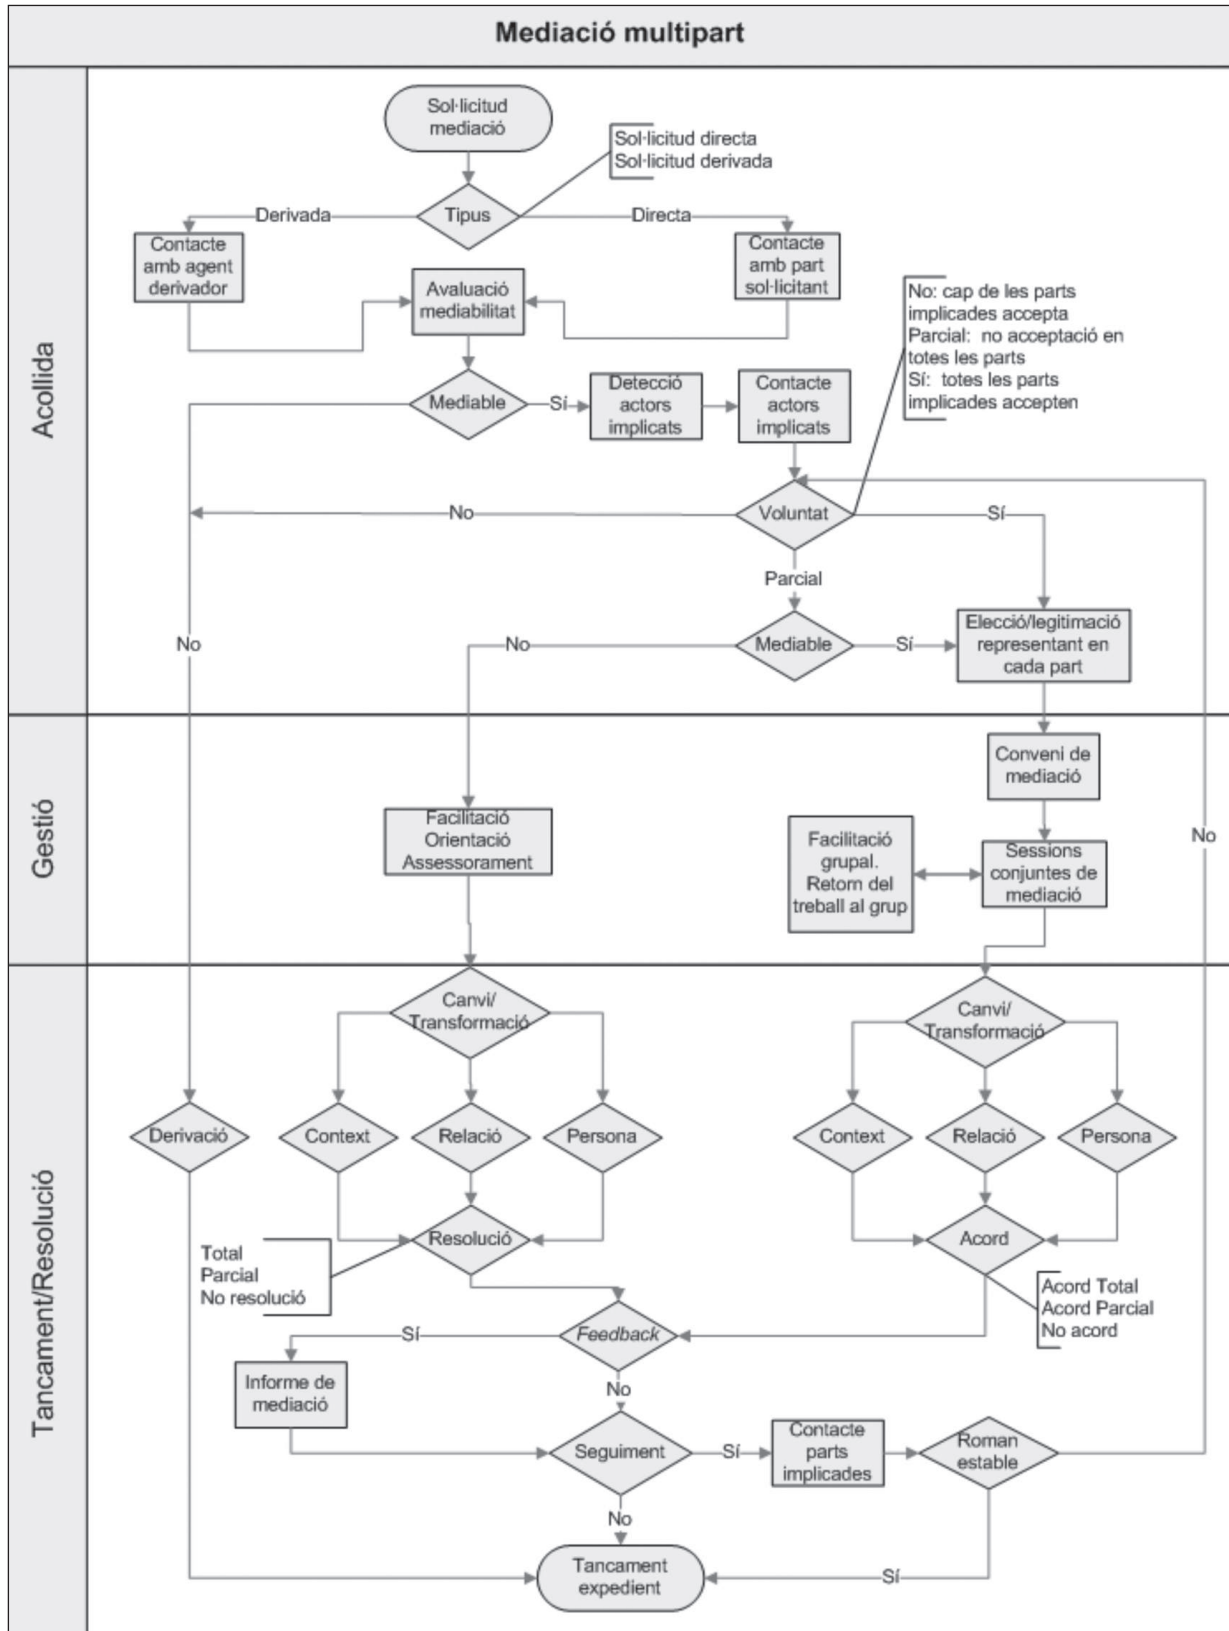 Mediació multipart
Acollida
Sol·licitud
mediació
Sol·licitud directa
Sol·licitud derivada
Derivada
Tipus
Directa
Contacte
amb agent
derivador
Contacte
amb part
sol·licitant
Avaluació
mediabilitat
No: cap de les parts
implicades accepta
Parcial: no acceptació en
totes les parts
Sí: totes les parts
implicades accepten
Mediable
Sí
Detecció
actors
implicats
Contacte
actors
implicats
No
Voluntat
Sí
Parcial
No
No
Mediable
Sí
Elecció/legitimació
representant en
cada part
Gestió
Conveni de
mediació
Facilitació
Orientació
Assessorament
Facilitació
grupal.
Retorn del
treball al grup
Sessions
conjuntes de
mediació
No
Tancament/Resolució
Canvi/
Transformació
Canvi/
Transformació
Derivació
Context
Relació
Persona
Context
Relació
Persona
Resolució
Acord
Total
Parcial
No resolució
Acord Total
Acord Parcial
No acord
Sí
Feedback
Informe de
mediació
No
Seguiment
Sí
Contacte
parts
implicades
Roman
estable
No
Tancament
expedient
Sí